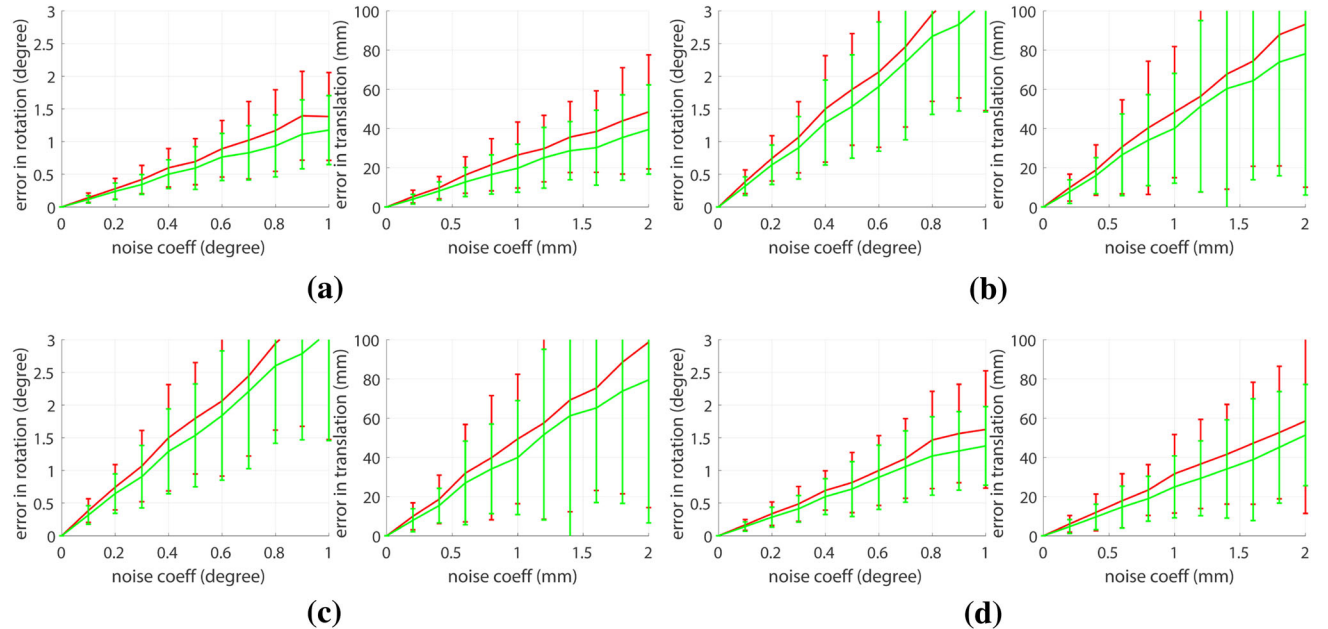 error in rotation (degree)
3
2.5
2
1.5
1
0.5
0
0 0.2 0.4 0.6 0.8 1
noise coeff (degree)
error in translation (mm)
100
80
60
40
20
0
0 0.5 1 1.5 2
noise coeff (mm)
(a)
error in rotation (degree)
3
2.5
2
1.5
1
0.5
0
0 0.2 0.4 0.6 0.8 1
noise coeff (degree)
error in translation (mm)
100
80
60
40
20
0
0 0.5 1 1.5 2
noise coeff (mm)
(b)
error in rotation (degree)
3
2.5
2
1.5
1
0.5
0
0 0.2 0.4 0.6 0.8 1
noise coeff (degree)
error in translation (mm)
100
80
60
40
20
0
0.5 1 1.5 2
noise coeff (mm)
(c)
error in rotation (degree)
3
2.5
2
1.5
1
0.5
0
0 0.2 0.4 0.6 0.8 1
noise coeff (degree)
error in translation (mm)
100
80
60
40
20
0
0 0.5 1 1.5 2
noise coeff (mm)
(d)